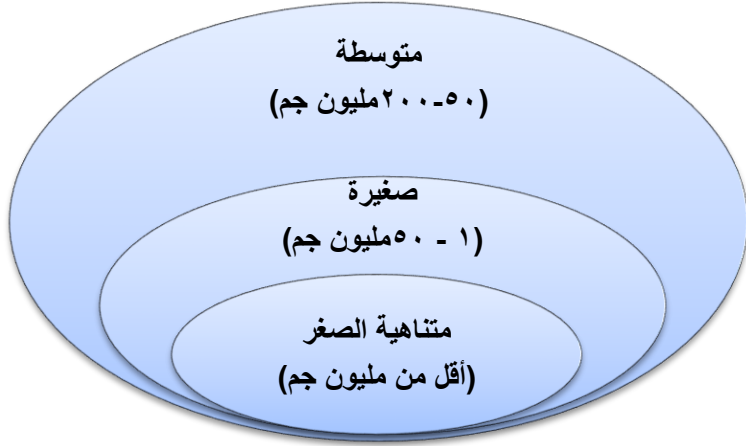 متوسطة
(٥٠-٢٠٠مليون جم)
صغيرة
(١ - ٥٠مليون جم)
متناهية الصغر
(أقل من مليون جم)